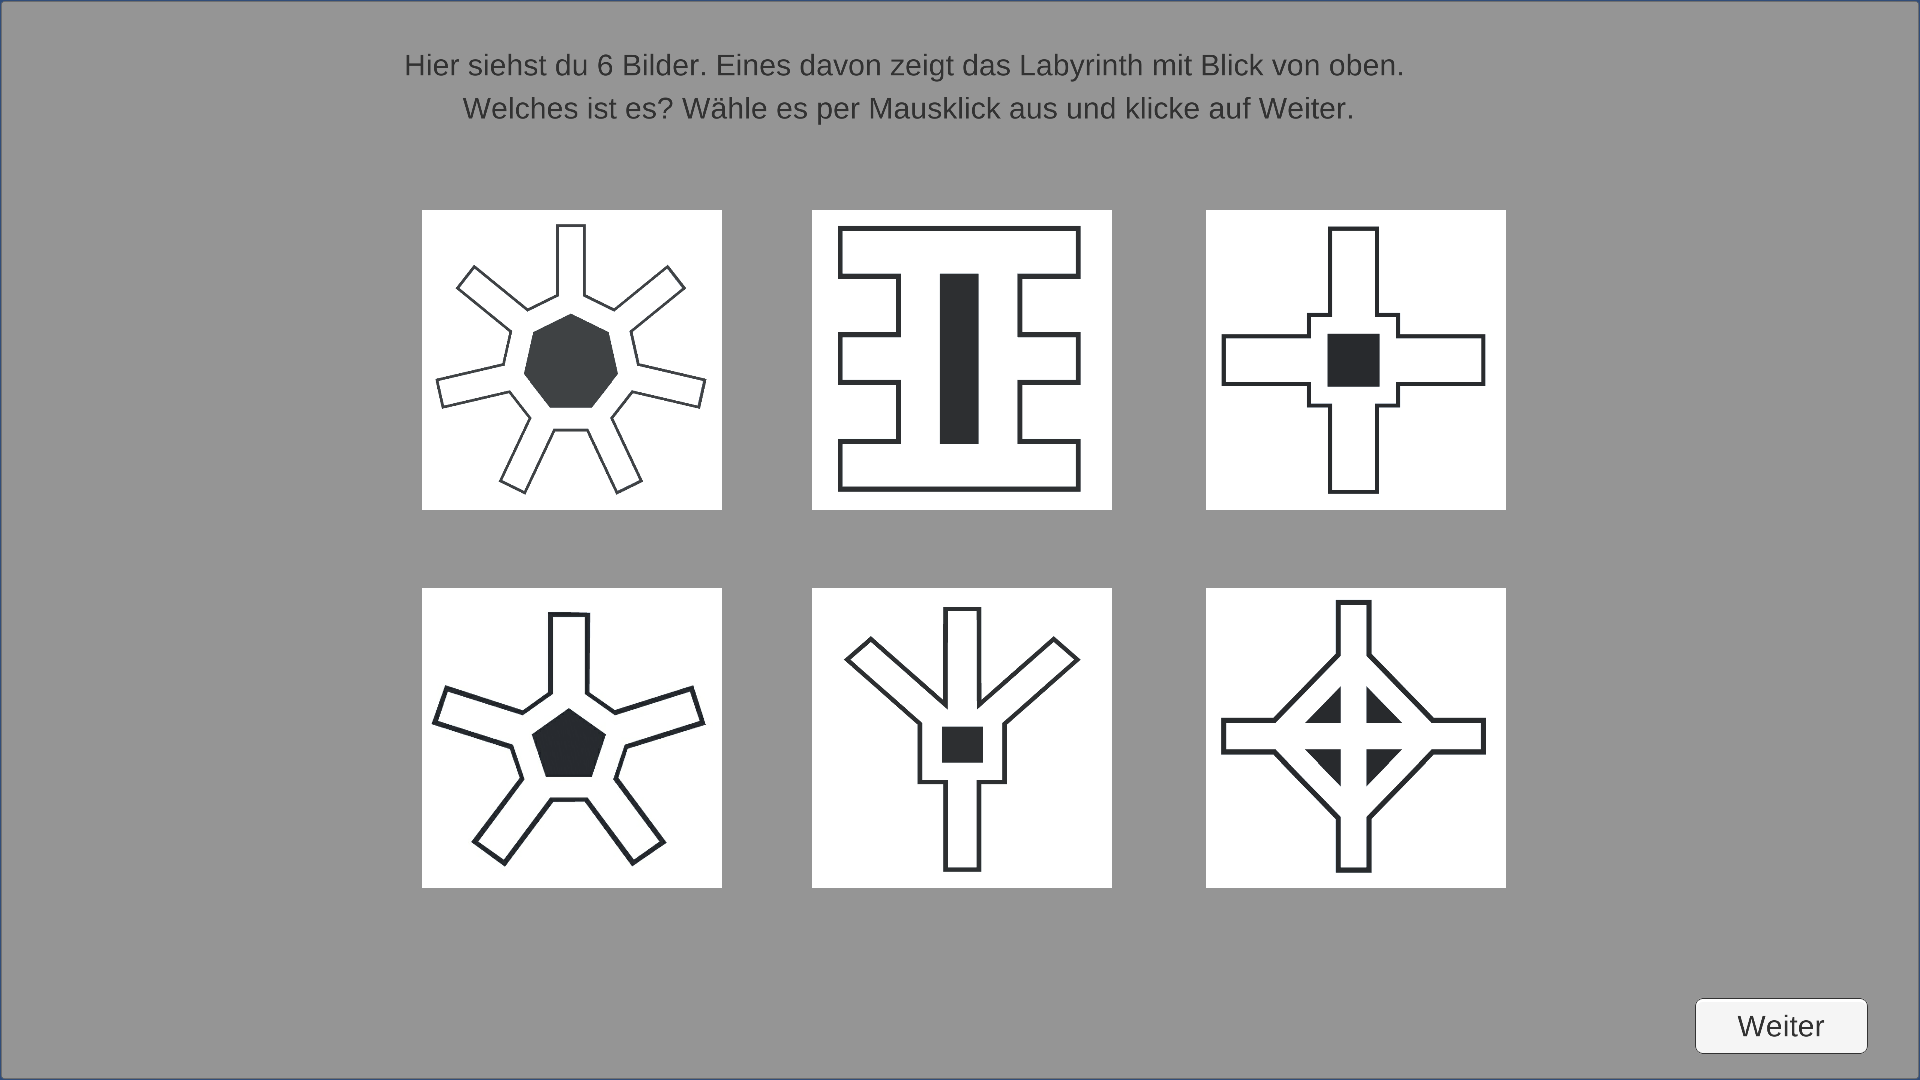 Hier siehst du 6 Bilder. Eines davon zeigt das Labyrinth mit Blick von oben.
Welches ist es? Wähle es per Mausklick aus und klicke auf Weiter.
Weiter